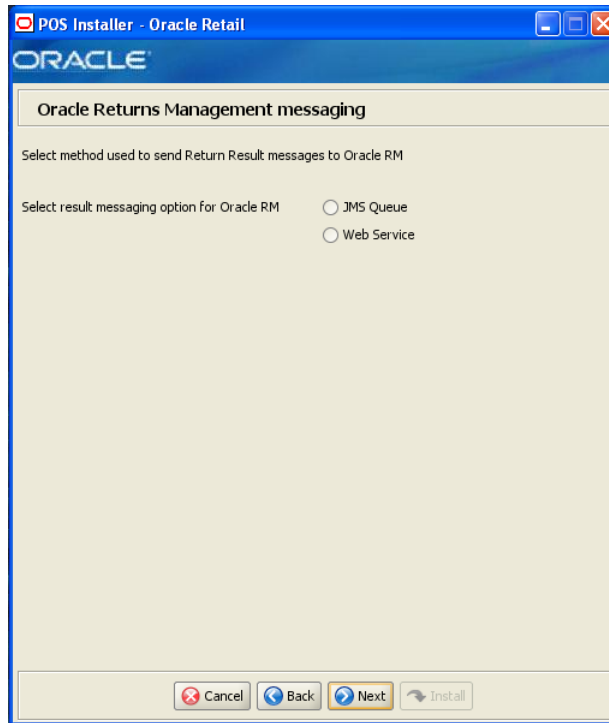 POS Installer - Oracle Retail
ORACLE
Oracle Returns Management messaging
Select method used to send Return Result messages to Oracle RM
Select result messaging option for Oracle RM
JMS Queue
Web Service
Cancel
Back
Next
Install